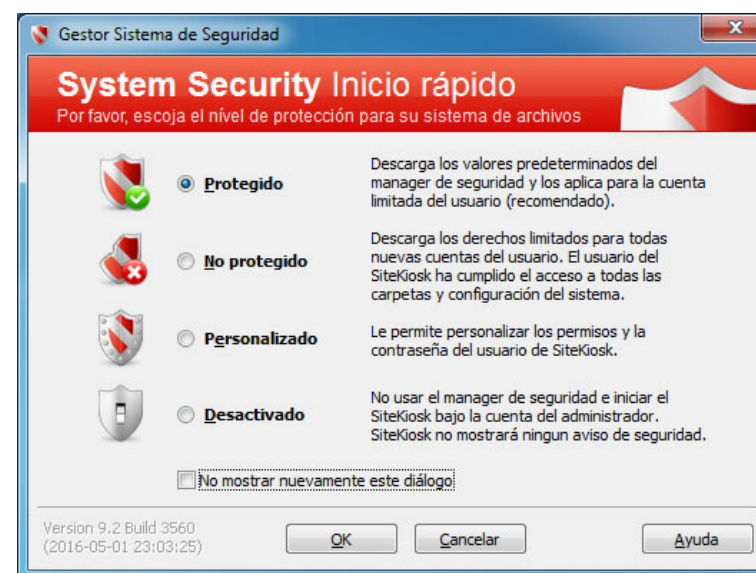 Gestor Sistema de Seguridad
System Security Inicio rápido
Por favor, escoja el nível de protección para su sistema de archivos
Protegido
Descarga los valores predeterminados del
manager de seguridad y los aplica para la cuenta
limitada del usuario (recomendado).
No protegido
Descarga los derechos limitados para todas
nuevas cuentas del usuario. El usuario del
SiteKiosk ha cumplido el acceso a todas las
carpetas y configuración del sistema.
Personalizado
Le permite personalizar los permisos y la
contraseña del usuario de SiteKiosk.
Desactivado
No usar el manager de seguridad e iniciar el
SiteKiosk bajo la cuenta del administrador.
SiteKiosk no mostrará ningun aviso de seguridad.
No mostrar nuevamente este diálogo
Version 9.2 Build 3560
(2016-05-01 23:03:25)
OK
Cancelar
Ayuda